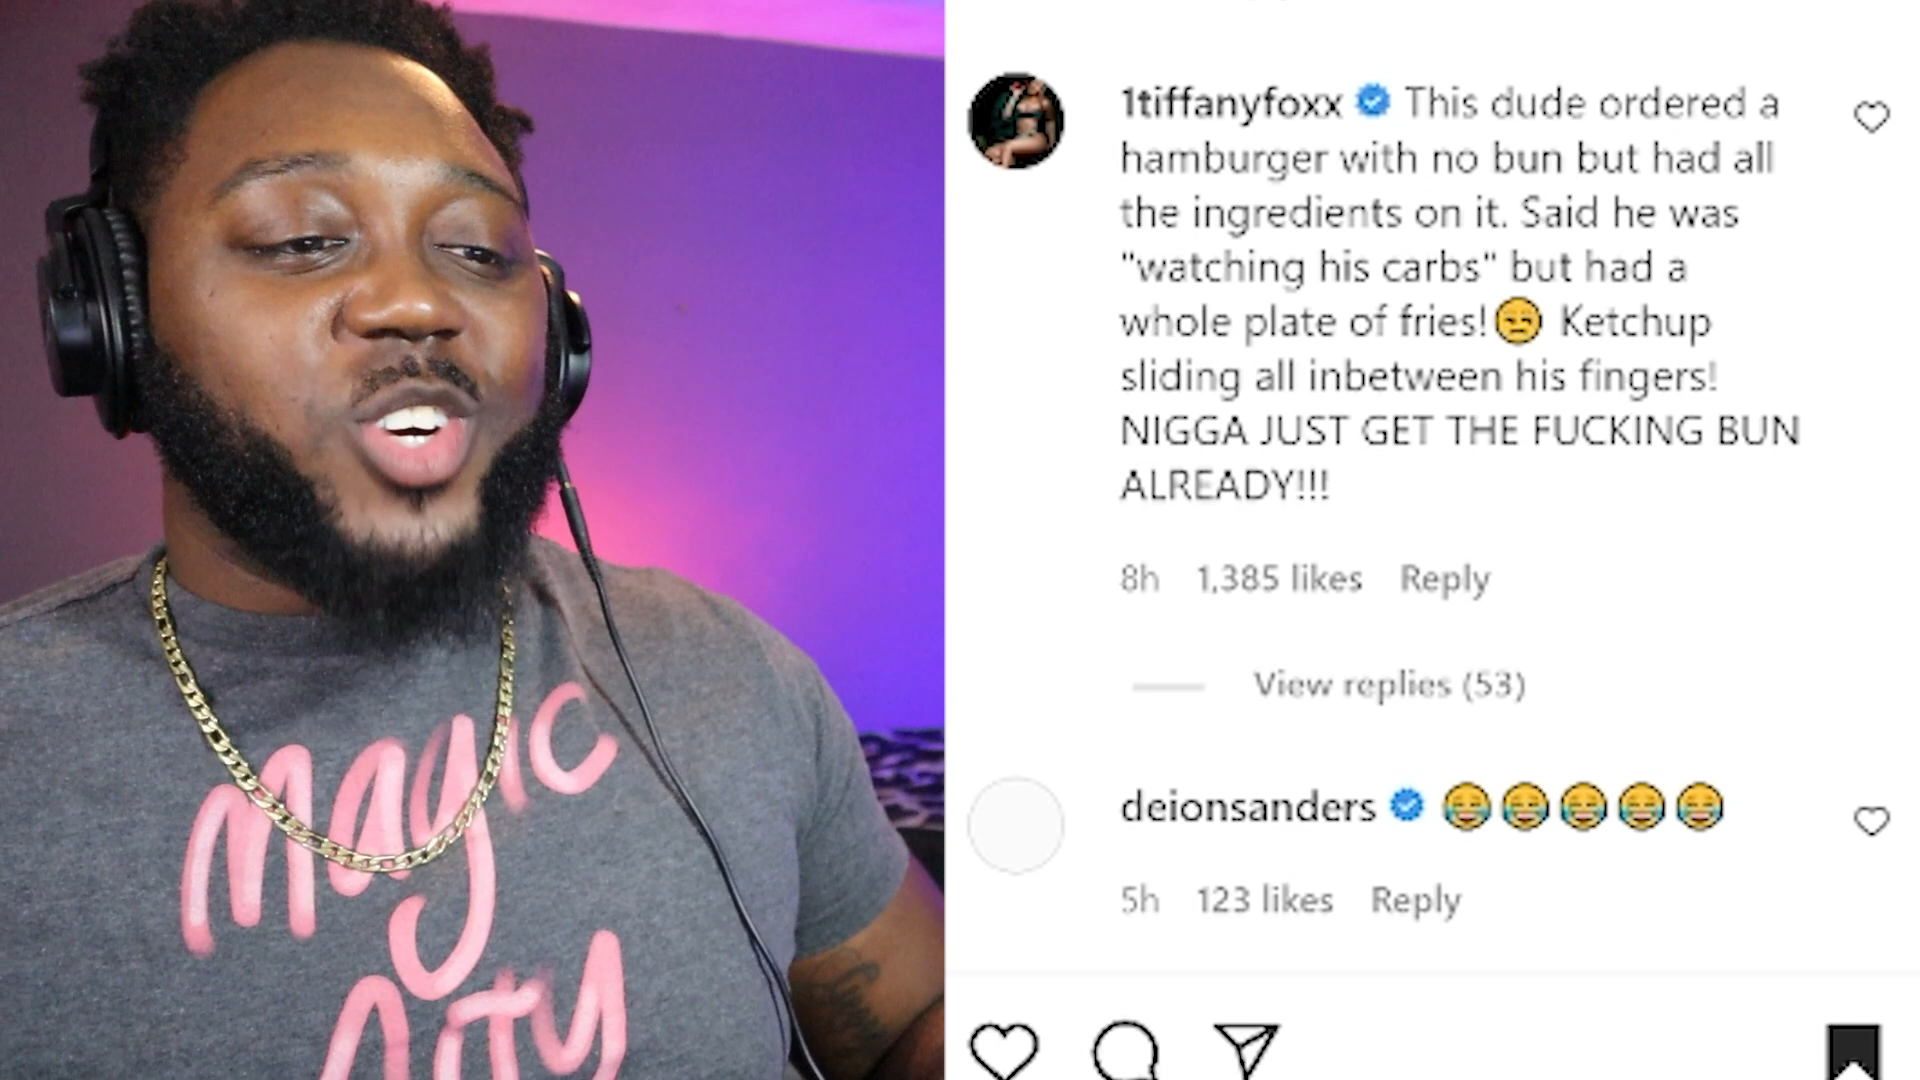 magic
city
1tiffanyfoxx This dude ordered a
hamburger with no bun but had all
the ingredients on it. Said he was
"watching his carbs" but had a
whole plate of fries!😒 Ketchup
sliding all inbetween his fingers!
NIGGA JUST GET THE FUCKING BUN
ALREADY!!!
8h 1,385 likes Reply
View replies (53)
deionsanders 😂😂😂😂😂
5h 123 likes Reply